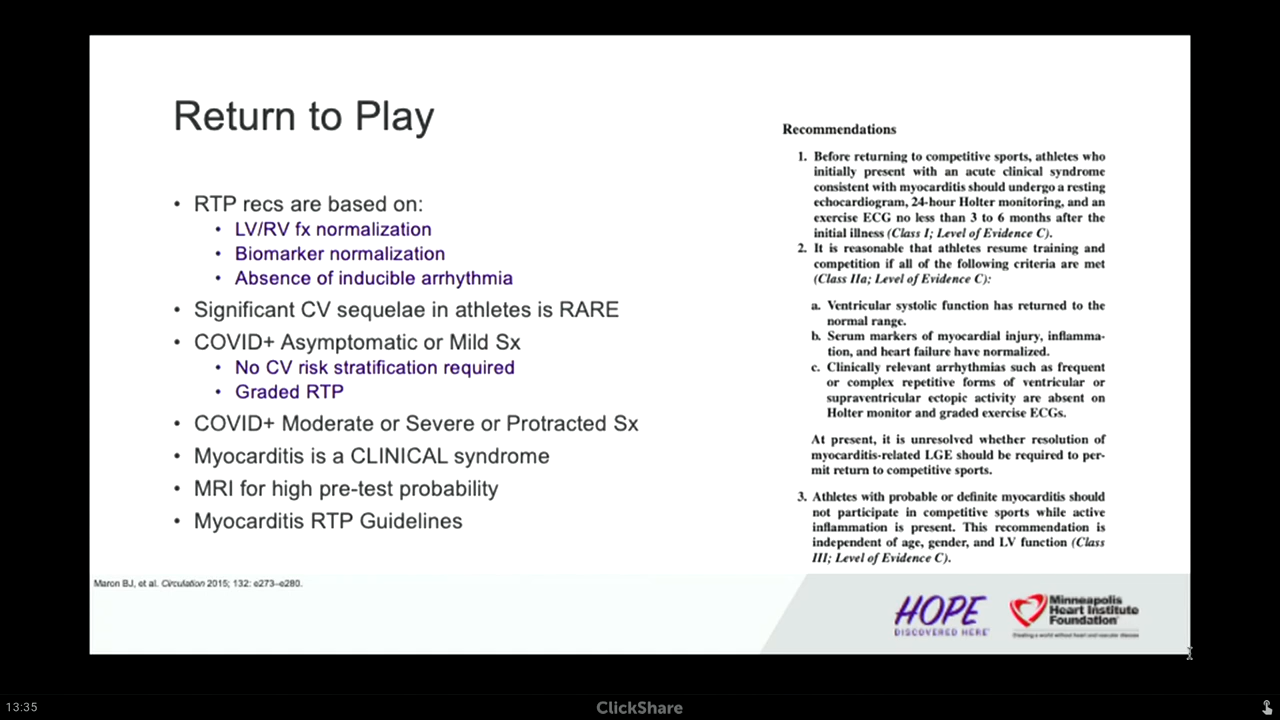 Return to Play
• RTP recs are based on:
• LV/RV fx normalization
• Biomarker normalization
• Absence of inducible arrhythmia
• Significant CV sequelae in athletes is RARE
• COVID+ Asymptomatic or Mild Sx
• No CV risk stratification required
• Graded RTP
• COVID+ Moderate or Severe or Protracted Sx
• Myocarditis is a CLINICAL syndrome
• MRI for high pre-test probability
• Myocarditis RTP Guidelines
Recommendations
1. Before returning to competitive sports, athletes who
initially present with an acute clinical syndrome
consistent with myocarditis should undergo a resting
echocardiogram, 24-hour Holter monitoring, and an
exercise ECG no less than 3 to 6 months after the
initial illness (Class I; Level of Evidence C).
2. It is reasonable that athletes resume training and
competition if all of the following criteria are met
(Class IIa; Level of Evidence C):
a. Ventricular systolic function has returned to the
normal range.
b. Serum markers of myocardial injury, inflamma-
tion, and heart failure have normalized.
c. Clinically relevant arrhythmias such as frequent
or complex repetitive forms of ventricular or
supraventricular ectopic activity are absent on
Holter monitor and graded exercise ECGs.
At present, it is unresolved whether resolution of
myocarditis-related LGE should be required to per-
mit return to competitive sports.
3. Athletes with probable or definite myocarditis should
not participate in competitive sports while active
inflammation is present. This recommendation is
independent of age, gender, and LV function (Class
III; Level of Evidence C).
Maron BJ, et al. Circulation 2015; 132: e273-e280.
HOPE
DISCOVERED HERE
Minneapolis
Heart Institute
Foundation
Creating a world without heart and vascular disease
13:35
ClickShare